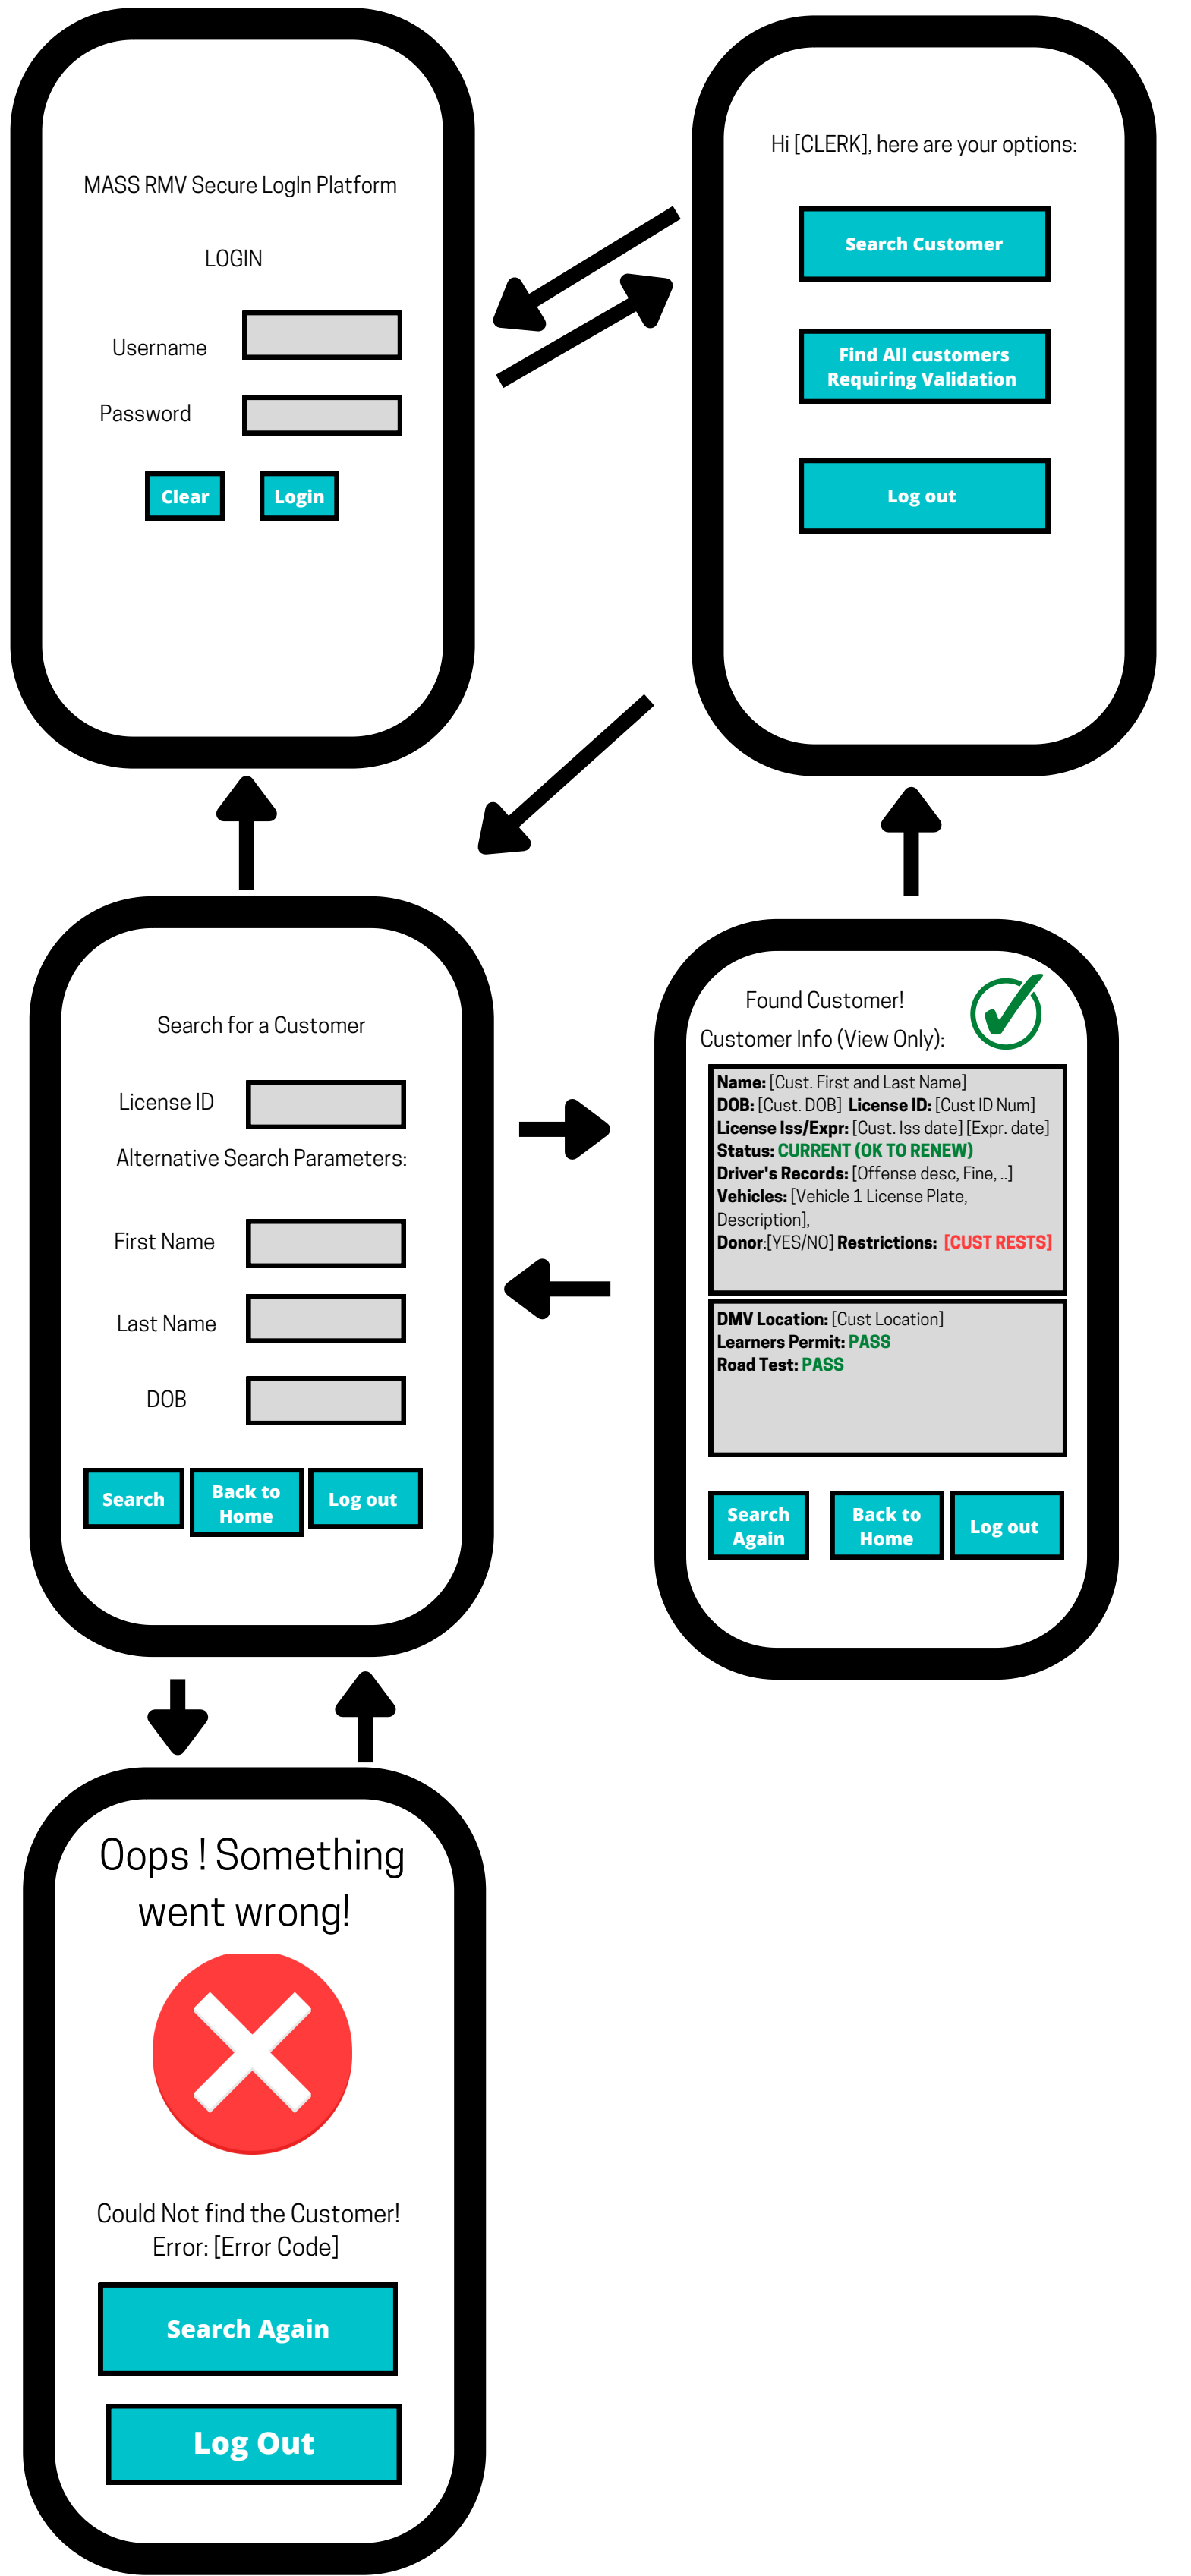 MASS RMV Secure LogIn Platform
LOGIN
Username
Password
Clear
Login
Hi [CLERK], here are your options:
Search Customer
Find All customers
Requiring Validation
Log out
Search for a Customer
License ID
Alternative Search Parameters:
First Name
Last Name
DOB
Search
Back to
Home
Log out
Found Customer!
Customer Info (View Only):
Name: [Cust. First and Last Name]
DOB: [Cust. DOB] License ID: [Cust ID Num]
License Iss/Expr: [Cust. Iss date] [Expr. date]
Status: CURRENT (OK TO RENEW)
Driver's Records: [Offense desc, Fine, ..]
Vehicles: [Vehicle 1 License Plate,
Description],
Donor:[YES/NO] Restrictions: [CUST RESTS]
DMV Location: [Cust Location]
Learners Permit: PASS
Road Test: PASS
Search
Again
Back to
Home
Log out
Oops ! Something
went wrong!
Could Not find the Customer!
Error: [Error Code]
Search Again
Log Out